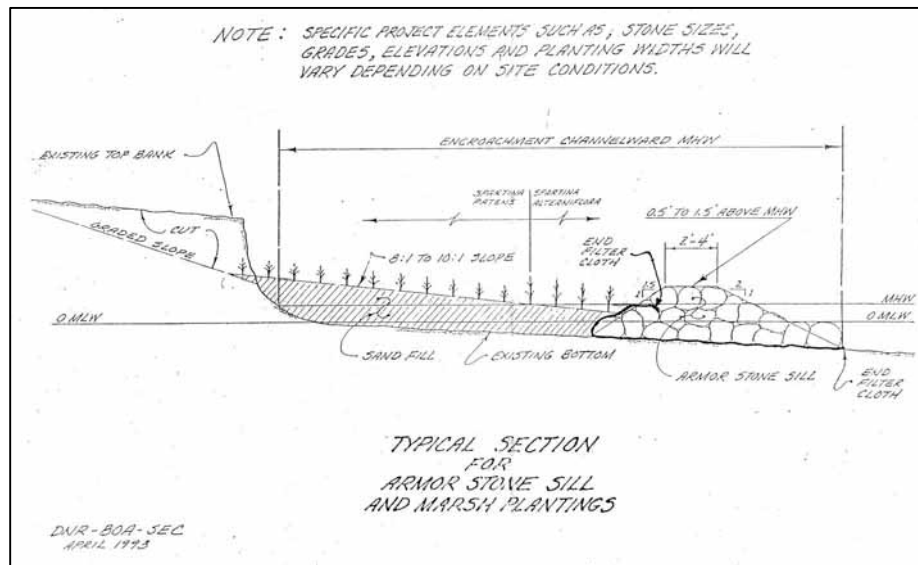 NOTE: SPECIFIC PROJECT ELEMENTS SUCH AS, STONE SIZES,
GRADES, ELEVATIONS AND PLANTING WIDTHS WILL
VARY DEPENDING ON SITE CONDITIONS.
ENCROACHMENT CHANNELWARD MHW
EXISTING TOP BANK
SPARTINA
PATENS
SPARTINA
ALTERNIFLORA
0.5' TO 1.5' ABOVE MHW
CUT
GRADED SLOPE
8:1 TO 10:1 SLOPE
END
FILTER
CLOTH
2'-4'
1.5
2
1
MHW
0 MLW
0 MLW
SAND FILL
EXISTING BOTTOM
ARMOR STONE SILL
END
FILTER
CLOTH
TYPICAL SECTION
FOR
ARMOR STONE SILL
AND MARSH PLANTINGS
DNR-BOA-SEC
APRIL 1993